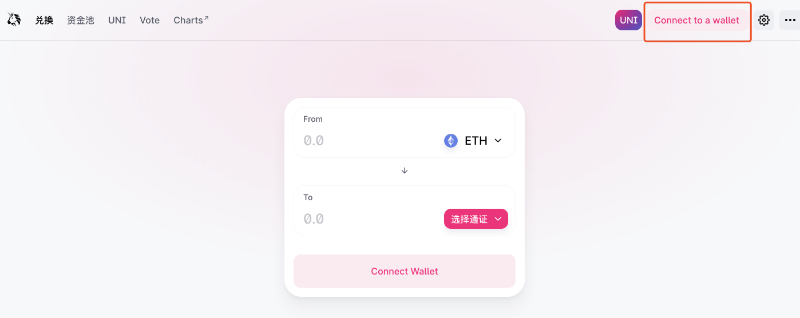 兑换 资金池 UNI Vote Charts↗ UNI Connect to a wallet
From
0.0 ETH
To
0.0 选择通证
Connect Wallet